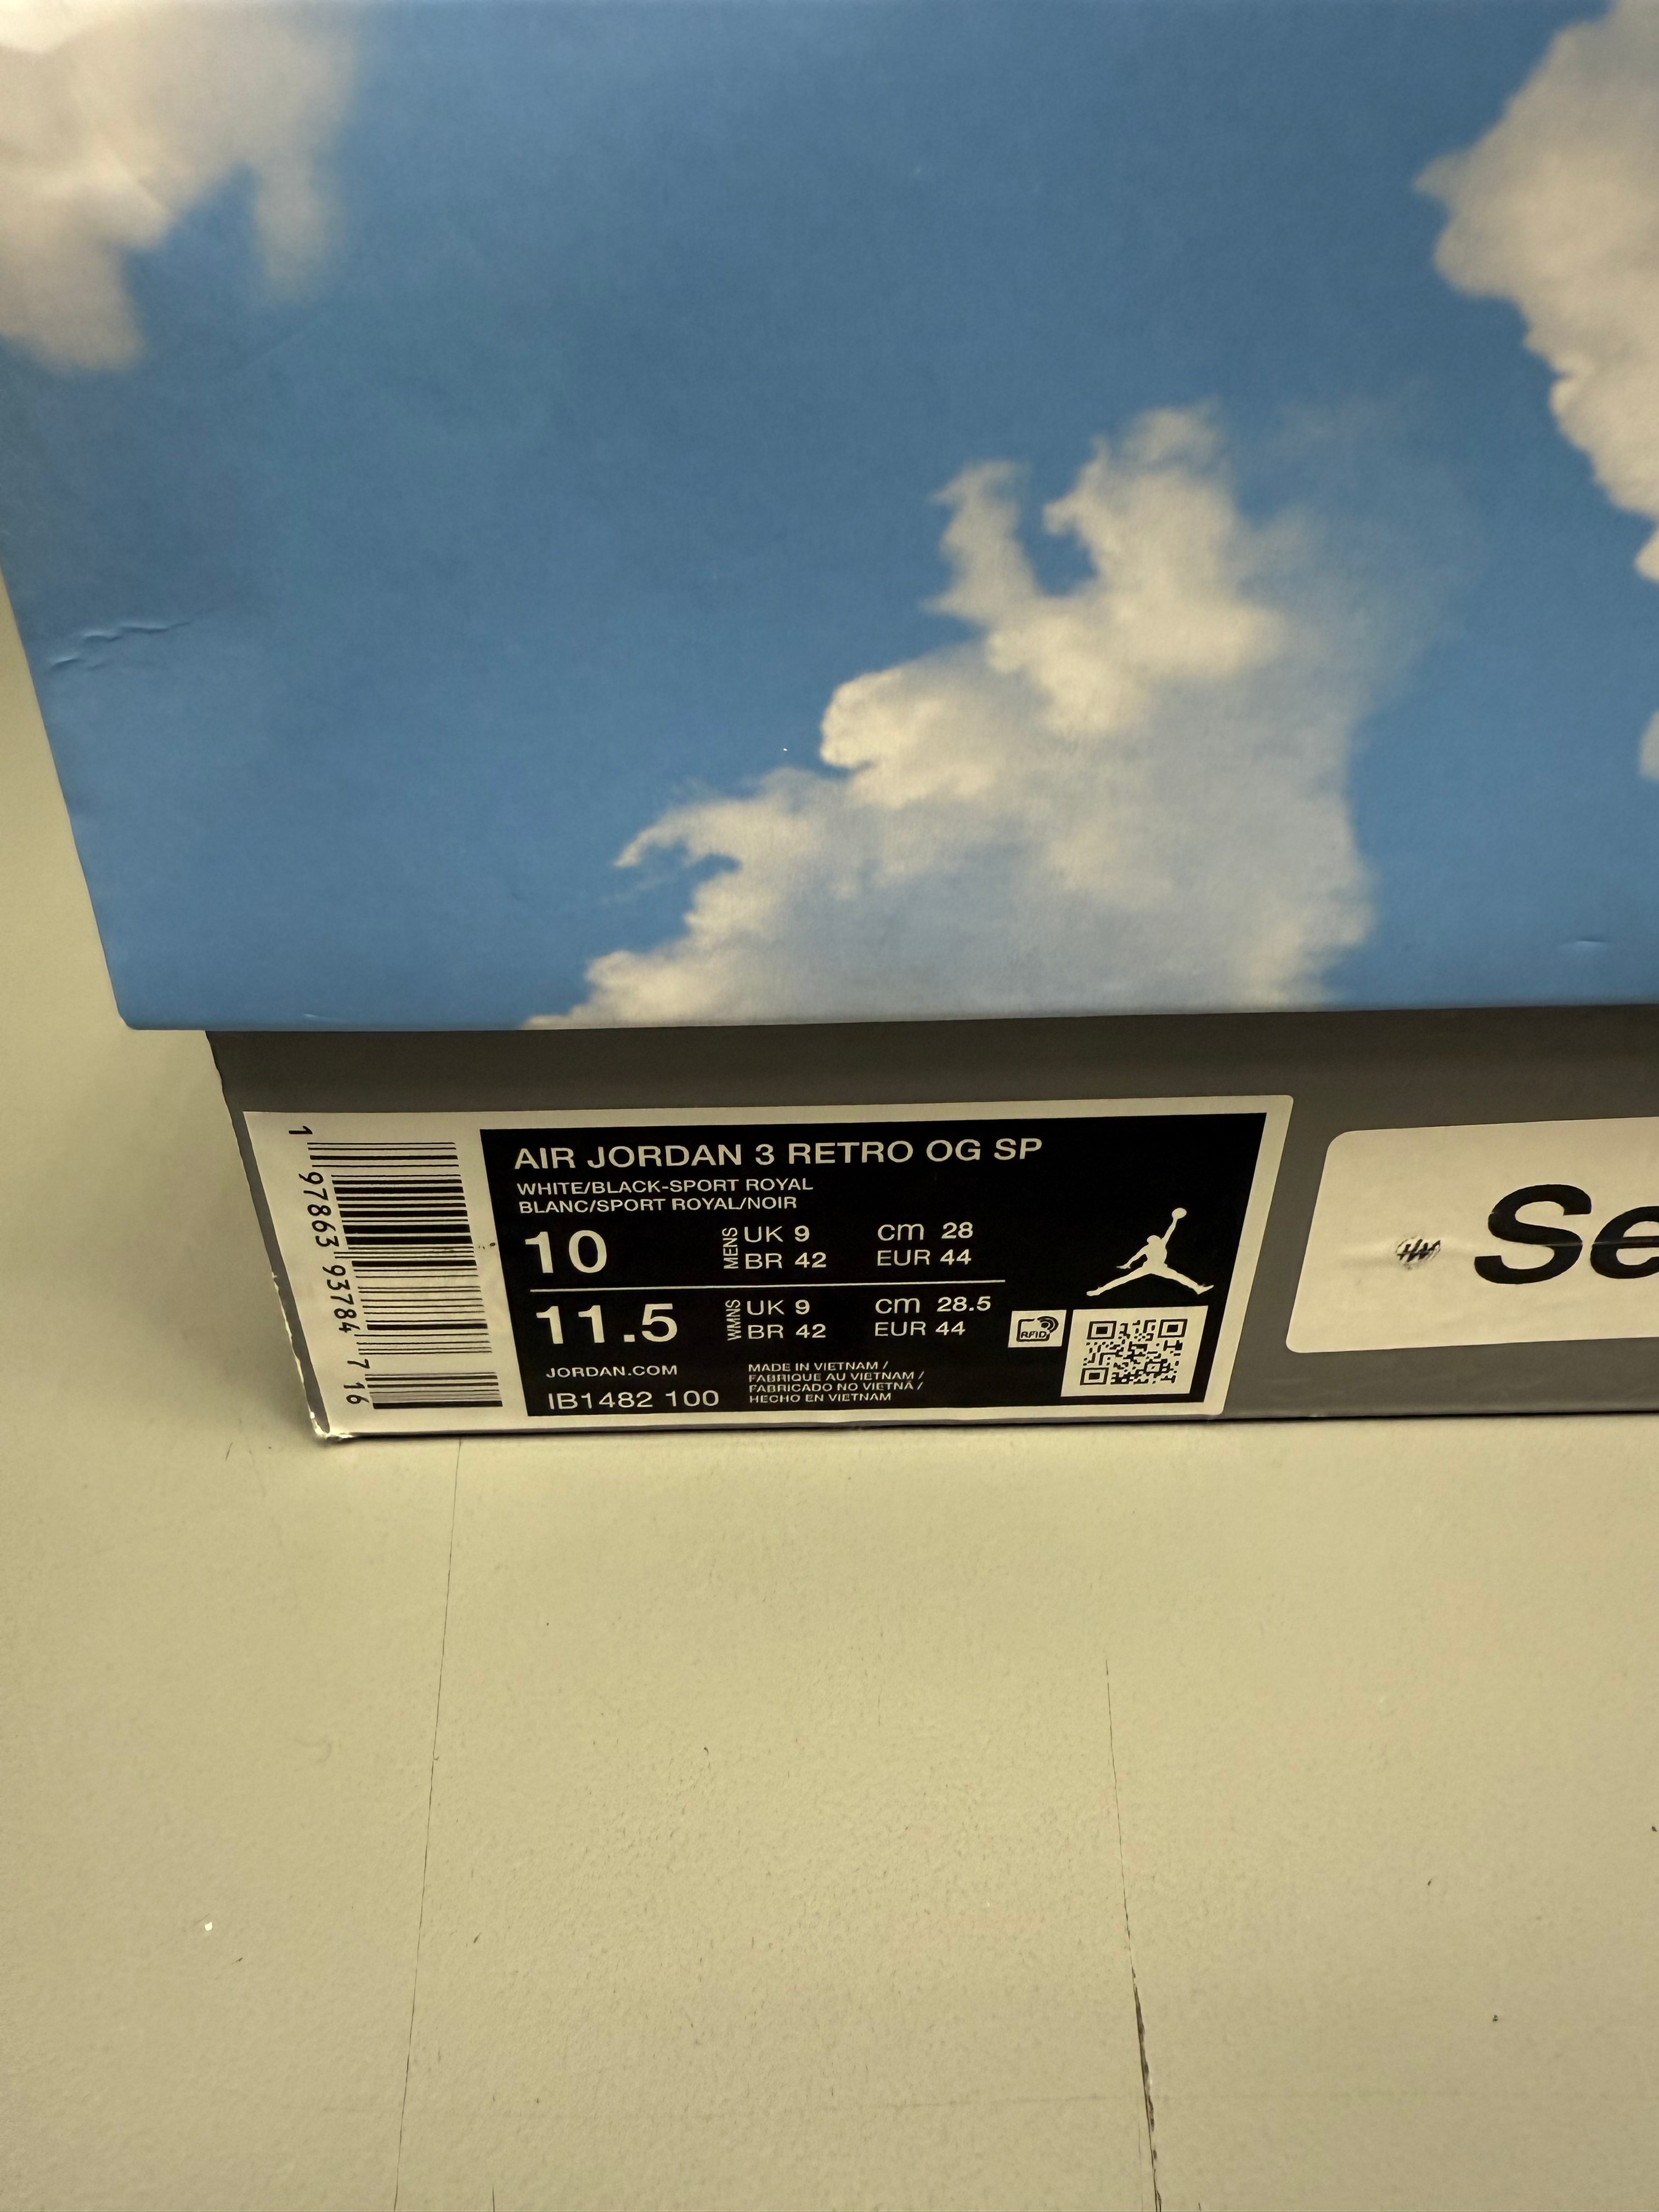 AIR JORDAN 3 RETRO OG SP
WHITE/BLACK-SPORT ROYAL
BLANC/SPORT ROYAL/NOIR
10
MENS
UK 9
cm 28
BR 42
EUR 44
11.5
WMNS
UK 9
cm 28.5
BR 42
EUR 44
RFID
JORDAN.COM
IB1482 100
MADE IN VIETNAM /
FABRIQUE AU VIETNAM /
FABRICADO NO VIETNÃ /
HECHO EN VIETNAM
1 97863 93784 7 16
Se